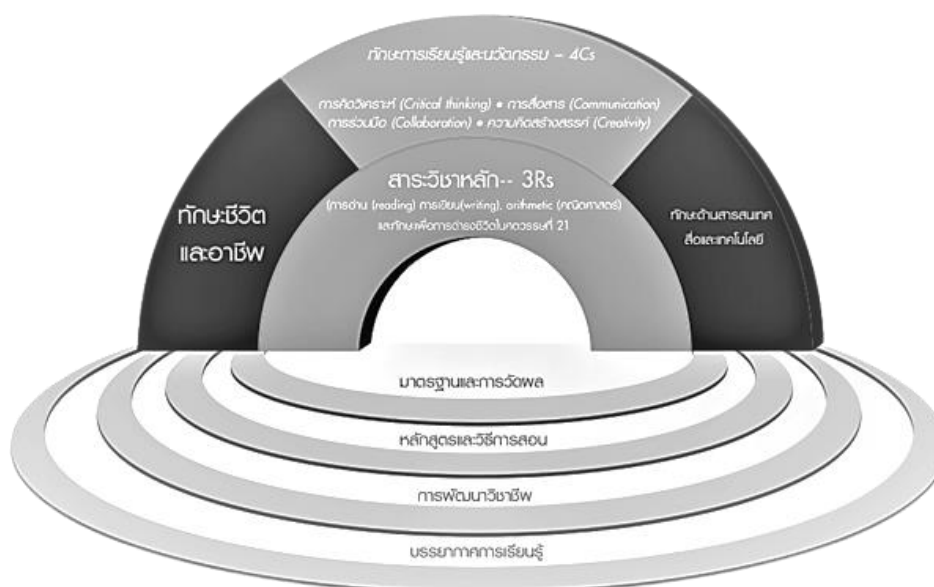 ทักษะการเรียนรู้และนวัตกรรม – 4Cs
การคิดวิเคราะห์ (Critical thinking) • การสื่อสาร (Communication)
การร่วมมือ (Collaboration) • ความคิดสร้างสรรค์ (Creativity)
สาระวิชาหลัก-- 3Rs
(การอ่าน (reading) การเขียน(writing), arithmetic (คณิตศาสตร์)
และทักษะเพื่อการดำรงชีวิตในศตวรรษที่ 21
ทักษะชีวิต
และอาชีพ
ทักษะด้านสารสนเทศ
สื่อและเทคโนโลยี
มาตรฐานและการวัดผล
หลักสูตรและวิธีการสอน
การพัฒนาวิชาชีพ
บรรยากาศการเรียนรู้